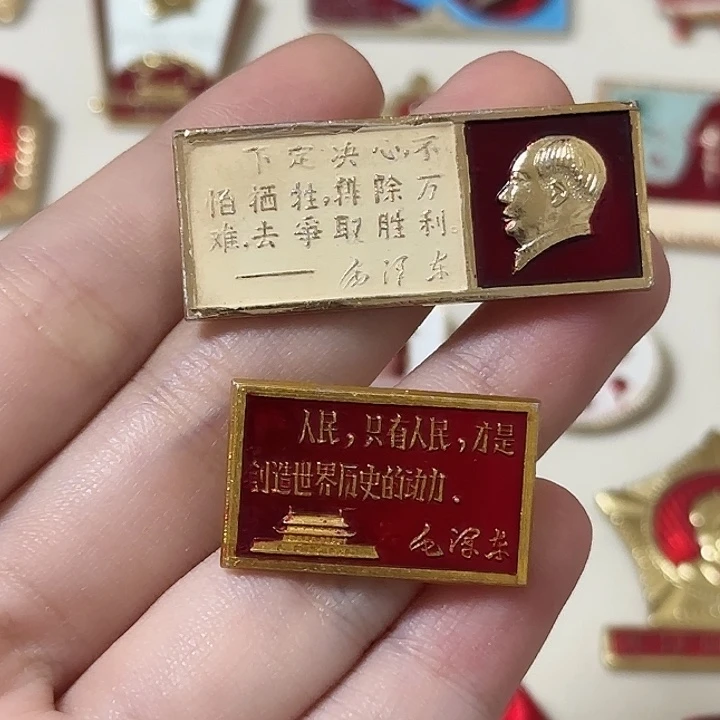 下定决心,不
怕牺牲,排除万
难.去争取胜利。
—— 毛泽东
人民,只有人民,才是
创造世界历史的动力.
毛泽东